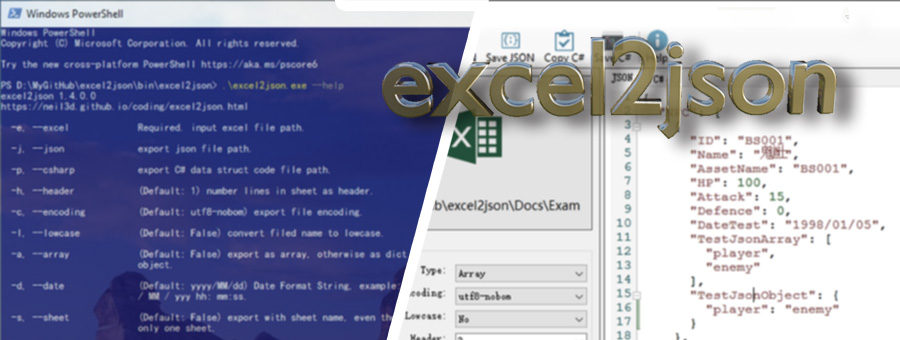 Windows PowerShell
Windows PowerShell
Copyright (C) Microsoft Corporation. All rights reserved.
Try the new cross-platform PowerShell https://aka.ms/pscore6
PS D:\MyGitHub\excel2json\bin\excel2json> .\excel2json.exe --help
excel2json 1.4.0.0
https://neil3d.github.io/coding/excel2json.html
-e, --excel Required. input excel file path.
-j, --json export json file path.
-p, --csharp export C# data struct code file path.
-h, --header (Default: 1) number lines in sheet as header.
-c, --encoding (Default: utf8-nobom) export file encoding.
-l, --lowcase (Default: False) convert filed name to lowcase.
-a, --array (Default: False) export as array, otherwise as dict
object.
-d, --date (Default: yyyy/MM/dd) Date Format String, example:
/ MM / yyy hh: mm:ss.
-s, --sheet (Default: False) export with sheet name, even the
only one sheet.
Save JSON Copy C# Help
excel2json
b\excel2json\Docs\Exam
Type: Array
coding: utf8-nobom
Lowcase: No
Header:
JSON C#
3
4 "ID": "BS001",
5 "Name":
6 "AssetName": "BS001",
7 "HP": 100,
8 "Attack": 15,
9 "Defence": 0,
10 "DateTest": "1998/01/05",
11 "TestJsonArray": [
12 "player",
13 "enemy"
14 ],
15 "TestJsonObject": {
16 "player": "enemy"
17 }
18 },